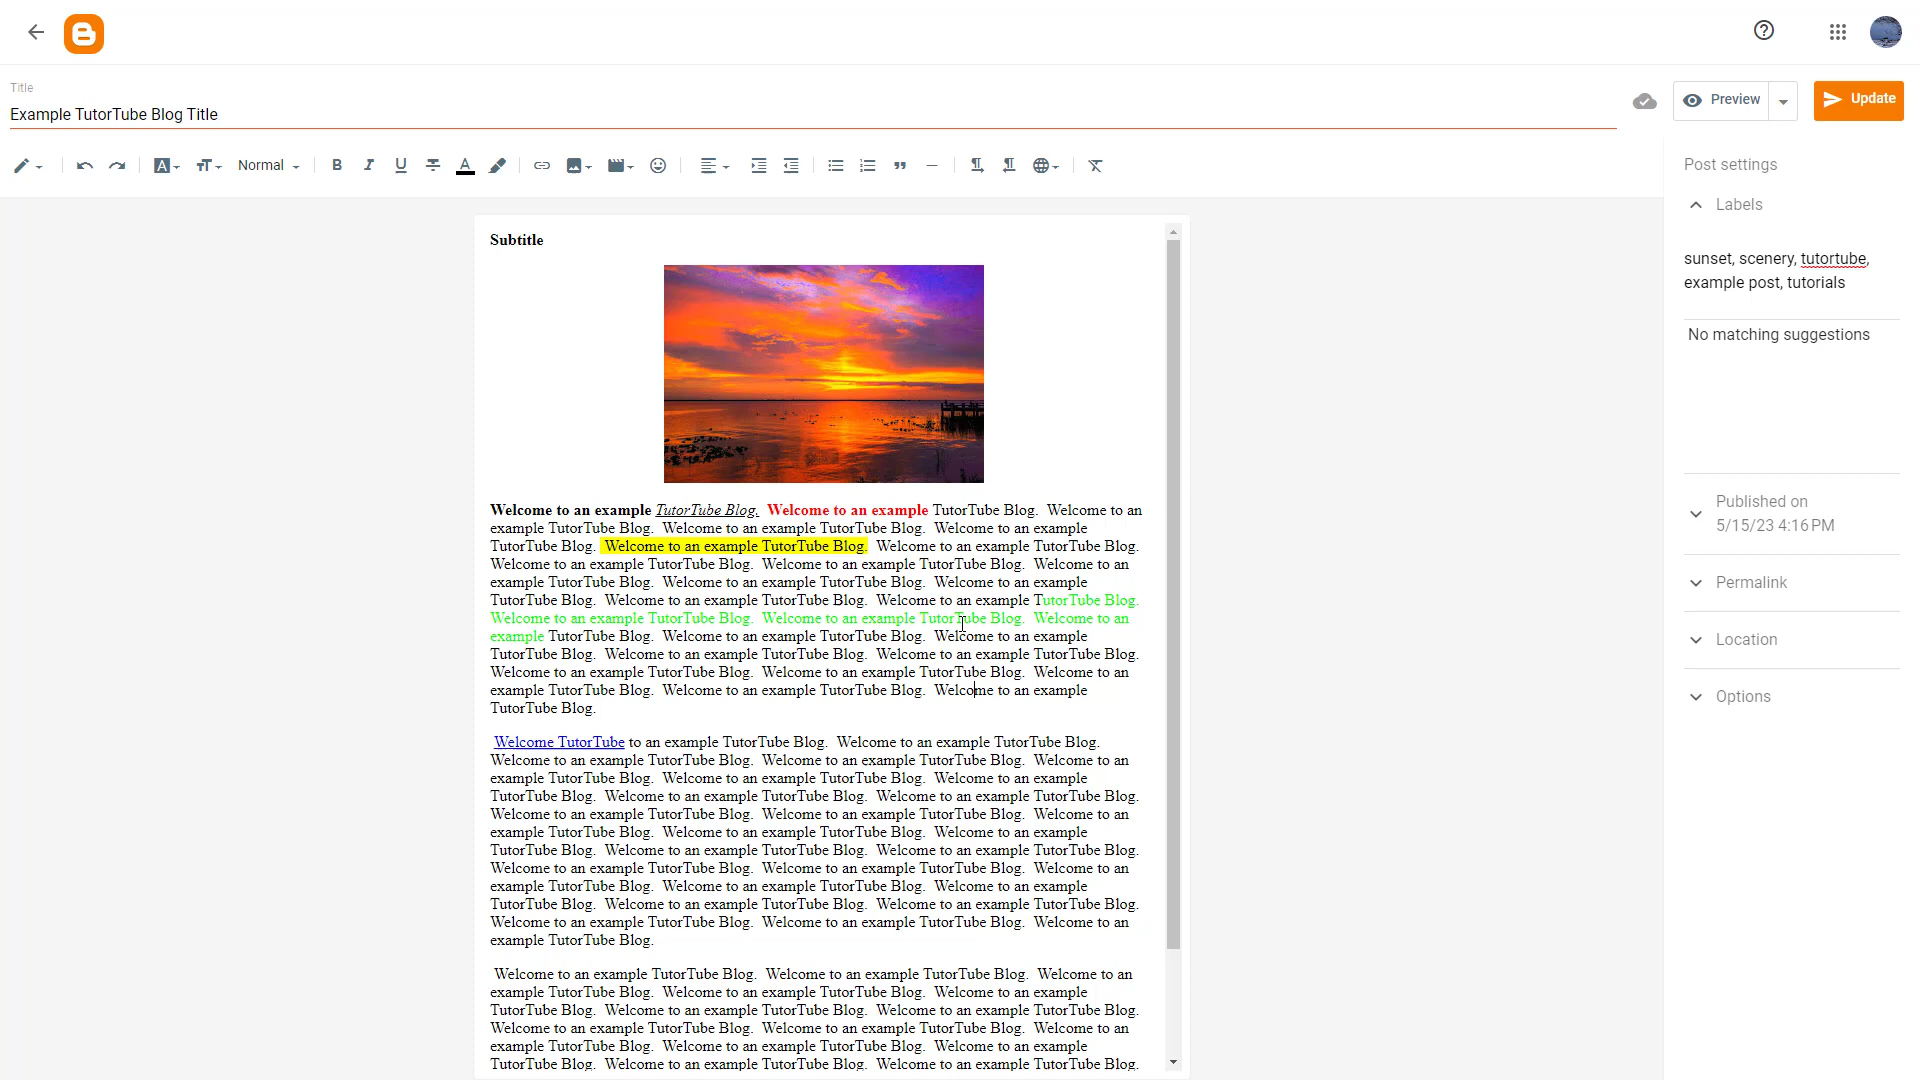 Title
Example TutorTube Blog Title
Preview
Update
Normal
Post settings
Labels
sunset, scenery, tutortube,
example post, tutorials
No matching suggestions
Published on
5/15/23 4:16 PM
Permalink
Location
Options
Subtitle
Welcome to an example TutorTube Blog.  Welcome to an example TutorTube Blog.  Welcome to an
example TutorTube Blog.  Welcome to an example TutorTube Blog.  Welcome to an example
TutorTube Blog.  Welcome to an example TutorTube Blog.  Welcome to an example TutorTube Blog.
Welcome to an example TutorTube Blog.  Welcome to an example TutorTube Blog.  Welcome to an
example TutorTube Blog.  Welcome to an example TutorTube Blog.  Welcome to an example
TutorTube Blog.  Welcome to an example TutorTube Blog.  Welcome to an example TutorTube Blog.
Welcome to an example TutorTube Blog.  Welcome to an example TutorTube Blog.  Welcome to an
example TutorTube Blog.  Welcome to an example TutorTube Blog.  Welcome to an example
TutorTube Blog.  Welcome to an example TutorTube Blog.  Welcome to an example TutorTube Blog.
Welcome to an example TutorTube Blog.  Welcome to an example TutorTube Blog.  Welcome to an
example TutorTube Blog.  Welcome to an example TutorTube Blog.  Welcome to an example
TutorTube Blog.
Welcome TutorTube to an example TutorTube Blog.  Welcome to an example TutorTube Blog.
Welcome to an example TutorTube Blog.  Welcome to an example TutorTube Blog.  Welcome to an
example TutorTube Blog.  Welcome to an example TutorTube Blog.  Welcome to an example
TutorTube Blog.  Welcome to an example TutorTube Blog.  Welcome to an example TutorTube Blog.
Welcome to an example TutorTube Blog.  Welcome to an example TutorTube Blog.  Welcome to an
example TutorTube Blog.  Welcome to an example TutorTube Blog.  Welcome to an example
TutorTube Blog.  Welcome to an example TutorTube Blog.  Welcome to an example TutorTube Blog.
Welcome to an example TutorTube Blog.  Welcome to an example TutorTube Blog.  Welcome to an
example TutorTube Blog.  Welcome to an example TutorTube Blog.  Welcome to an example
TutorTube Blog.  Welcome to an example TutorTube Blog.  Welcome to an example TutorTube Blog.
Welcome to an example TutorTube Blog.  Welcome to an example TutorTube Blog.  Welcome to an
example TutorTube Blog.
Welcome to an example TutorTube Blog.  Welcome to an example TutorTube Blog.  Welcome to an
example TutorTube Blog.  Welcome to an example TutorTube Blog.  Welcome to an example
TutorTube Blog.  Welcome to an example TutorTube Blog.  Welcome to an example TutorTube Blog.
Welcome to an example TutorTube Blog.  Welcome to an example TutorTube Blog.  Welcome to an
example TutorTube Blog.  Welcome to an example TutorTube Blog.  Welcome to an example
TutorTube Blog.  Welcome to an example TutorTube Blog.  Welcome to an example TutorTube Blog.